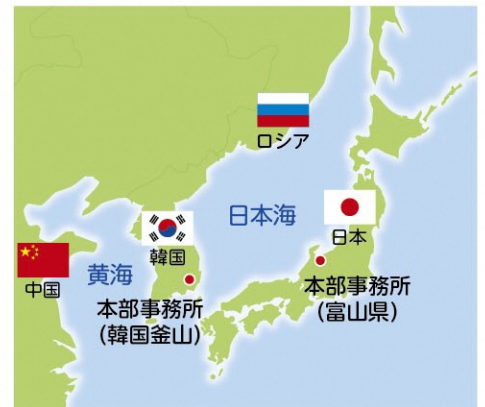 ロシア
日本海
日本
韓国
黄海
中国
本部事務所
(富山県)
本部事務所
(韓国釜山)